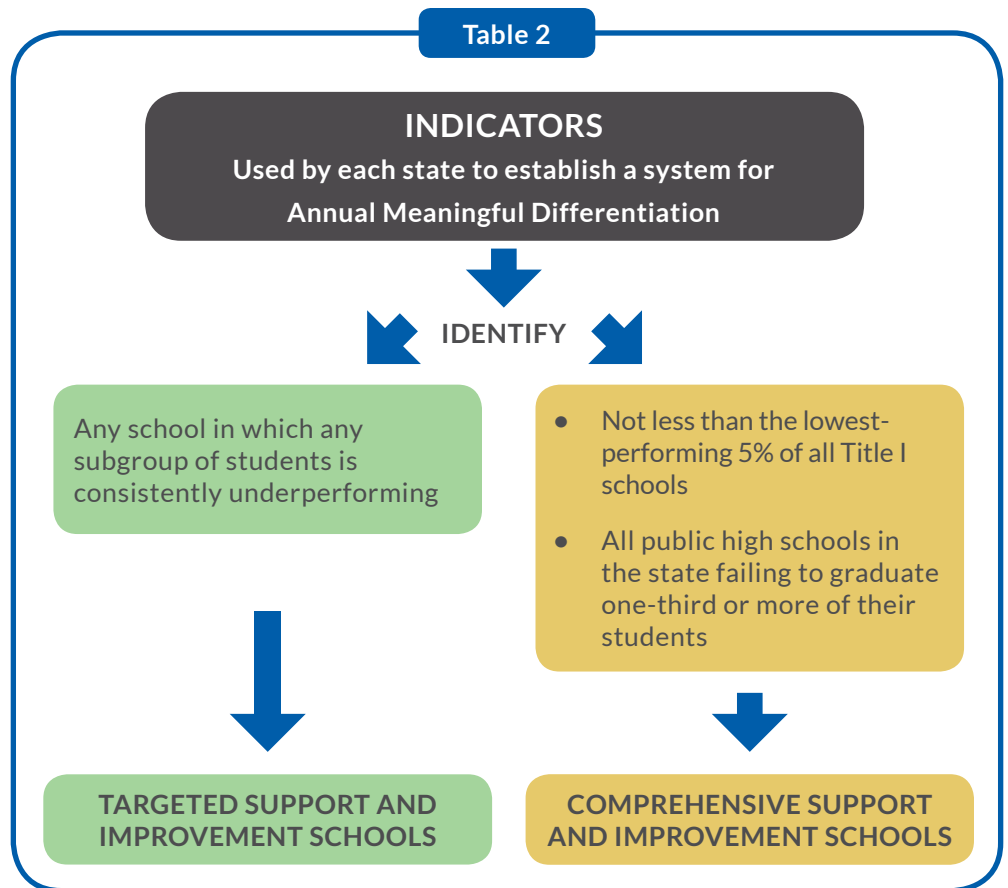 Table 2
INDICATORS
Used by each state to establish a system for
Annual Meaningful Differentiation
IDENTIFY
Any school in which any
subgroup of students is
consistently underperforming
● Not less than the lowest-
performing 5% of all Title I
schools
● All public high schools in
the state failing to graduate
one-third or more of their
students
TARGETED SUPPORT AND
IMPROVEMENT SCHOOLS
COMPREHENSIVE SUPPORT
AND IMPROVEMENT SCHOOLS